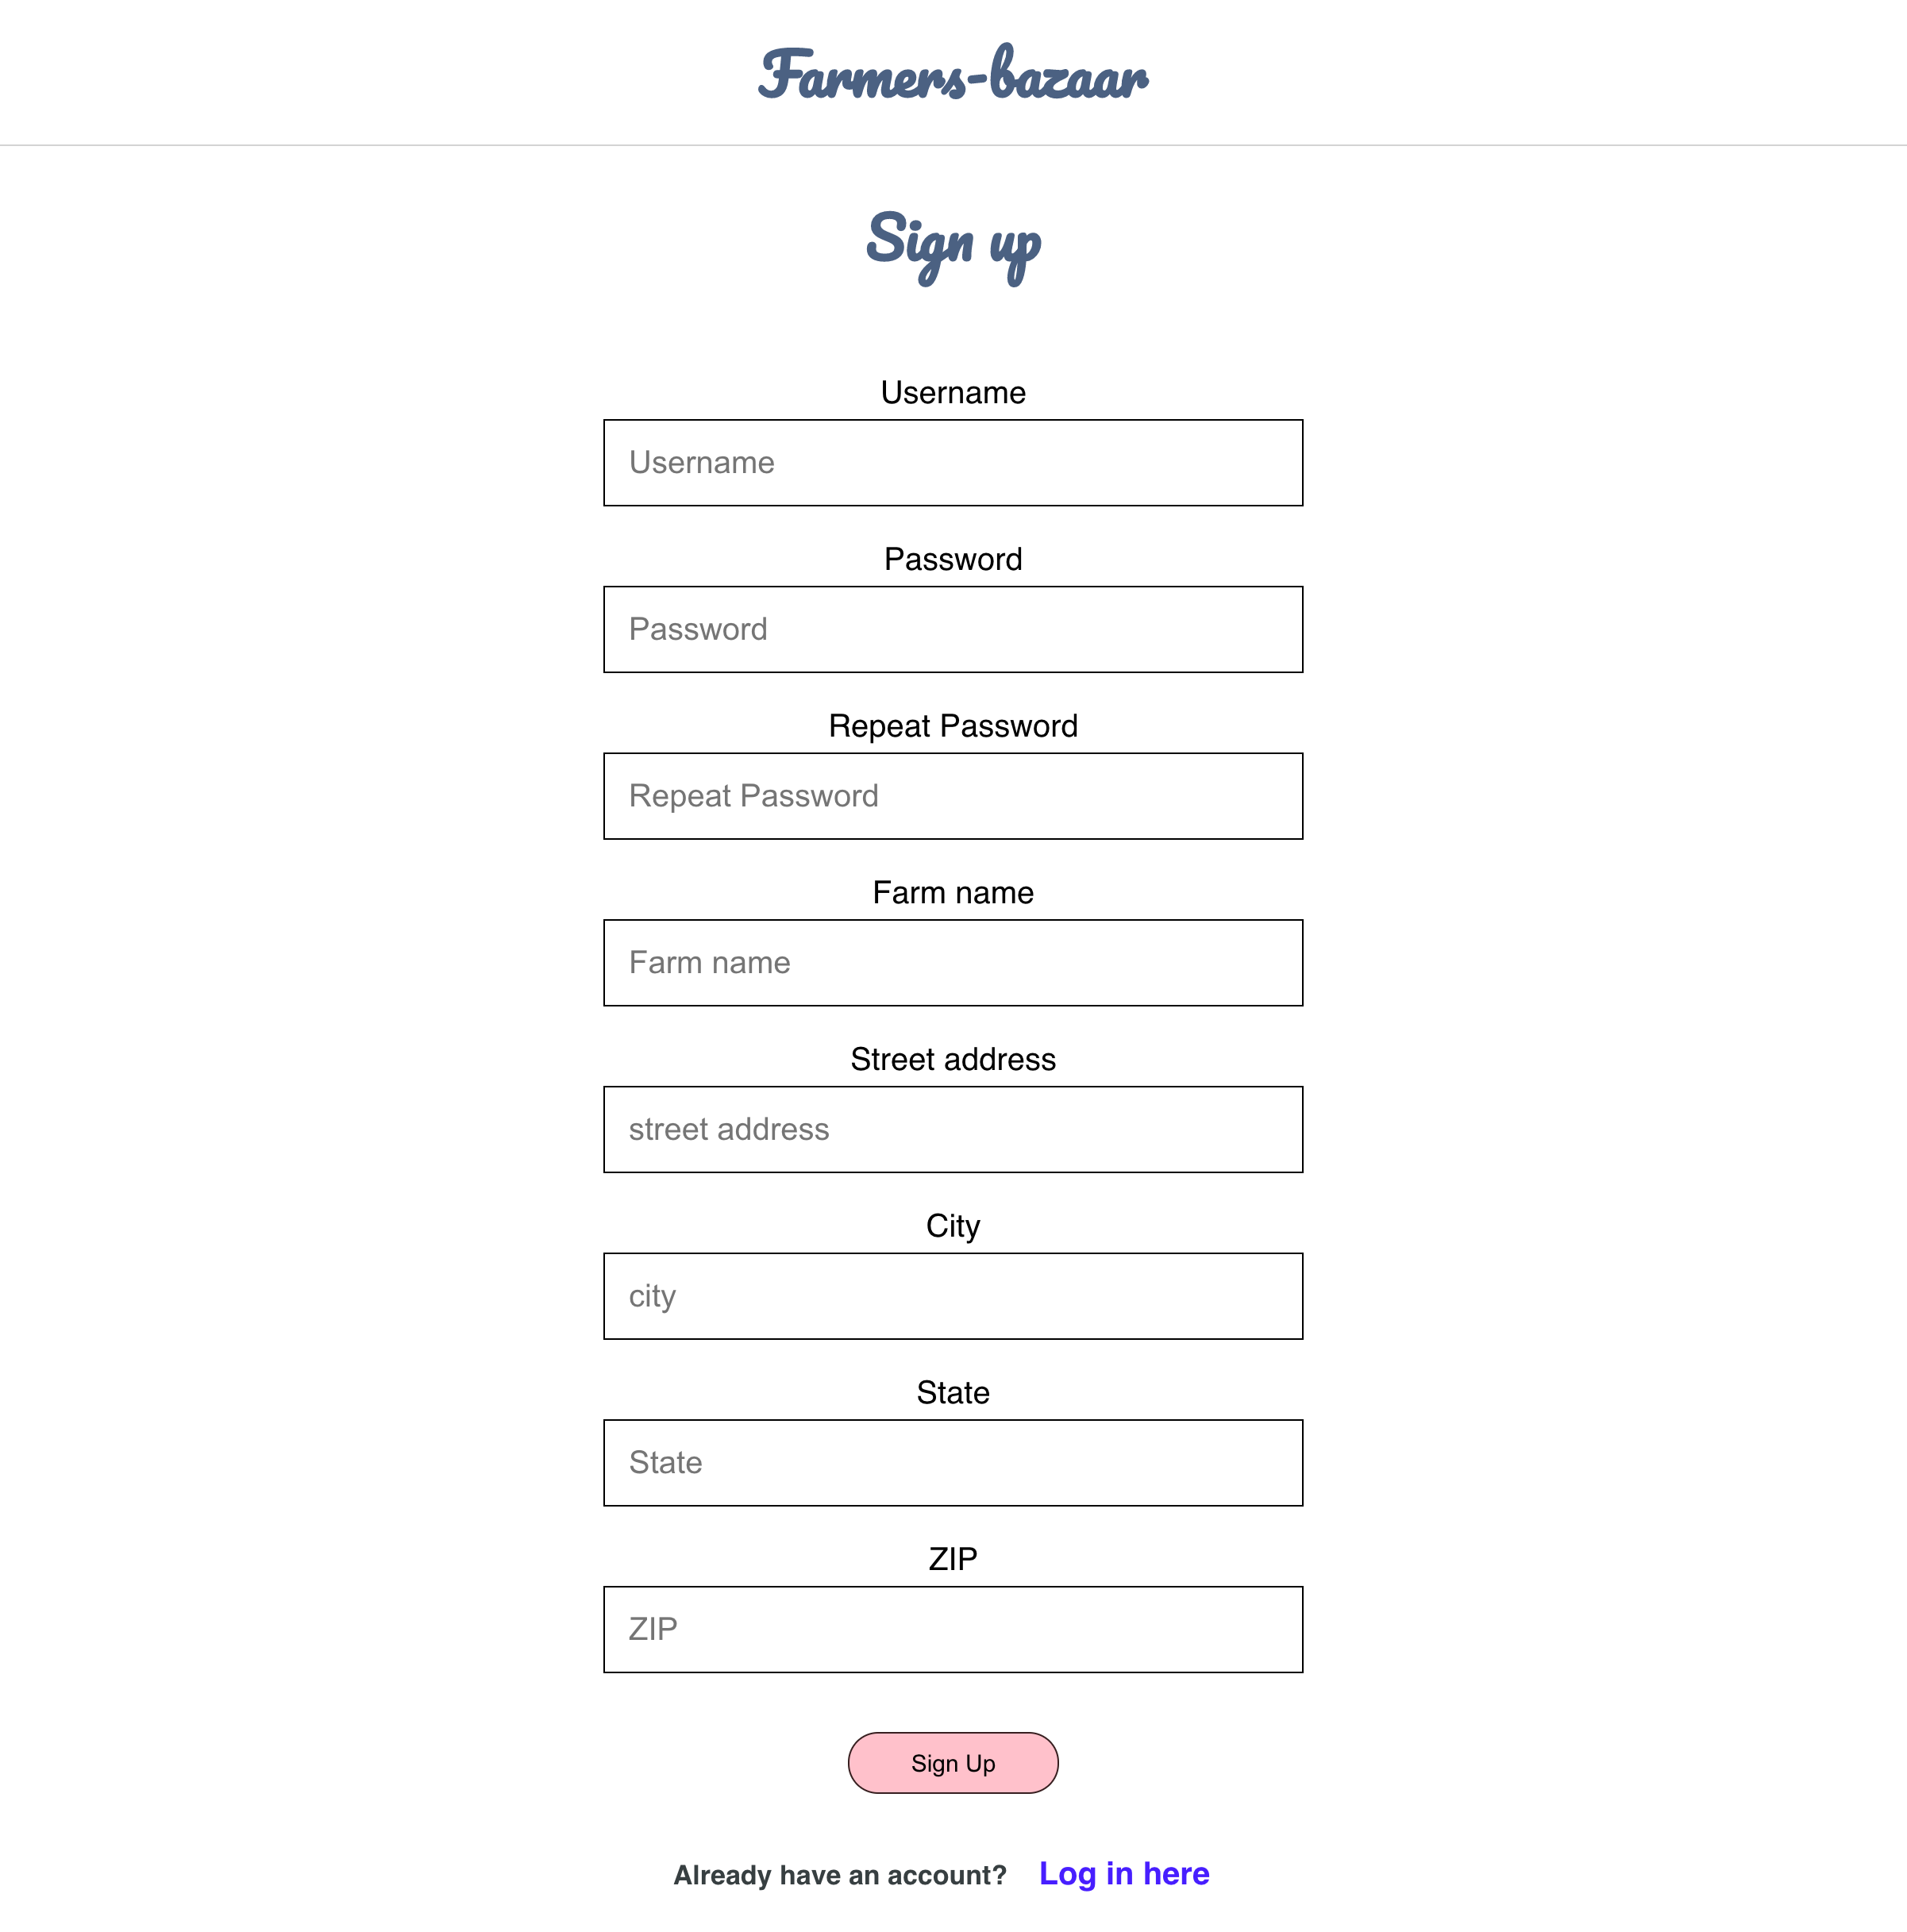 Farmers-bazaar
Sign up
Username
Username
Password
Password
Repeat Password
Repeat Password
Farm name
Farm name
Street address
street address
City
city
State
State
ZIP
ZIP
Sign Up
Already have an account? Log in here